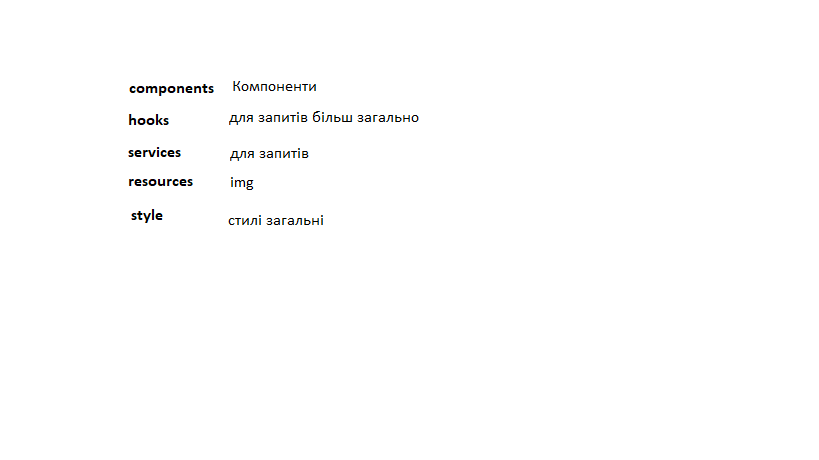 components Компоненти
hooks для запитів більш загально
services для запитів
resources img
style стилі загальні